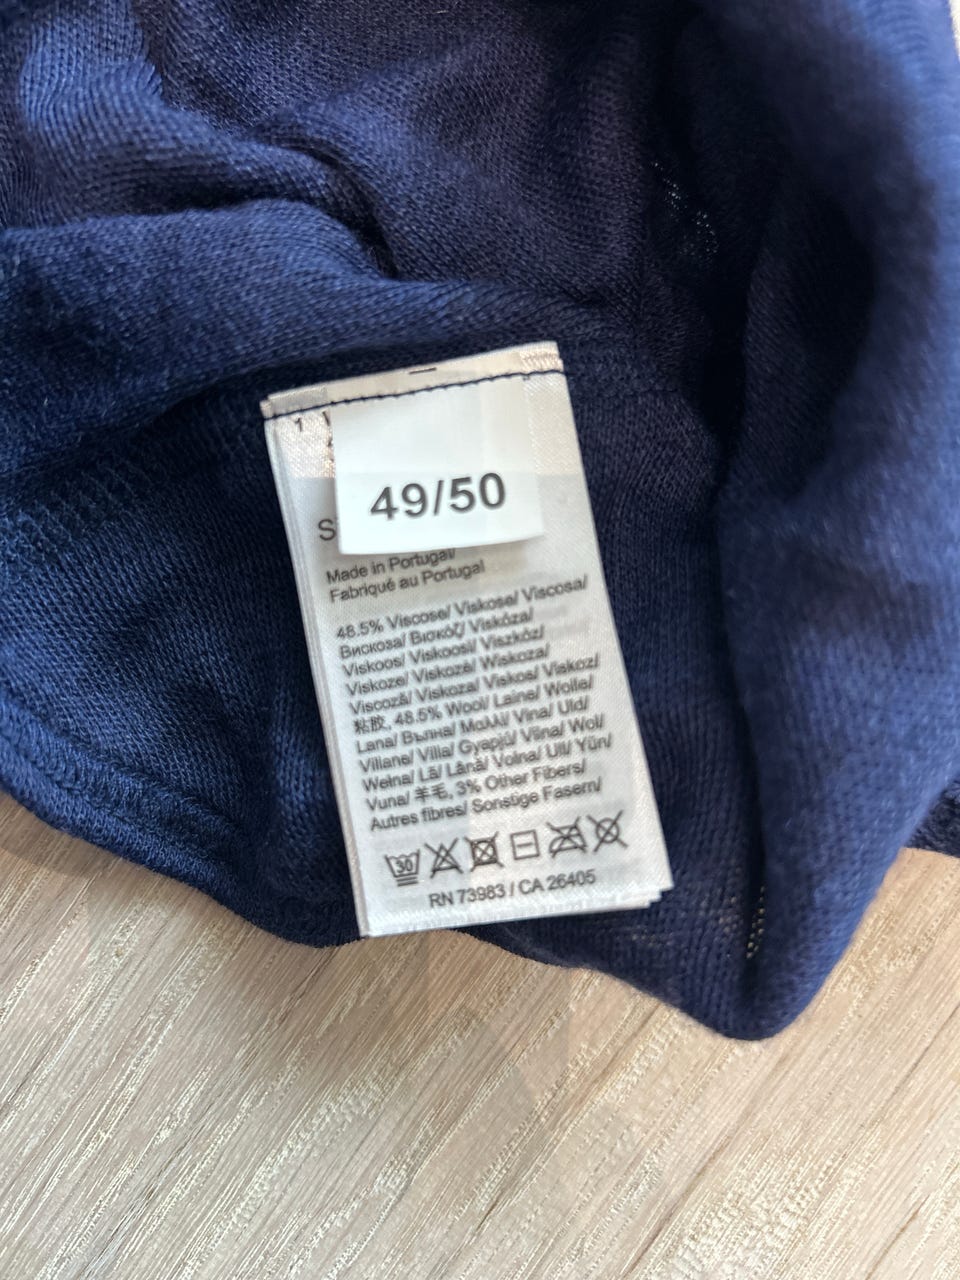 1
49/50
S
Made in Portugal/
Fabriqué au Portugal
48.5% Viscose/ Viskose/ Viscosa/
Вискоза/ Βισκόζ/ Viskóza/
Viskoos/ Viskoosi/ Viszkóz/
Viskoze/ Viskozė/ Wiskoza/
Viscoză/ Viskoza/ Viskos/ Viskoz/
粘胶, 48.5% Wool/ Laine/ Wolle/
Lana/ Вълна/ Μαλλί/ Vlna/ Uld/
Villane/ Villa/ Gyapjú/ Vilna/ Vol/
Wełna/ Lã/ Lână/ Volna/ Ull/ Yün/
Vuna/ 羊毛, 3% Other Fibers/
Autres fibres/ Sonstige Fasern/
30
RN 73983 / CA 26405